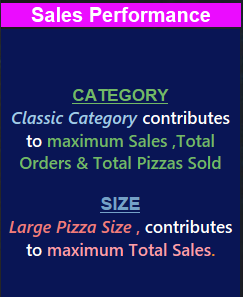 Sales Performance
CATEGORY
Classic Category contributes
to maximum Sales ,Total
Orders & Total Pizzas Sold
SIZE
Large Pizza Size , contributes
to maximum Total Sales.